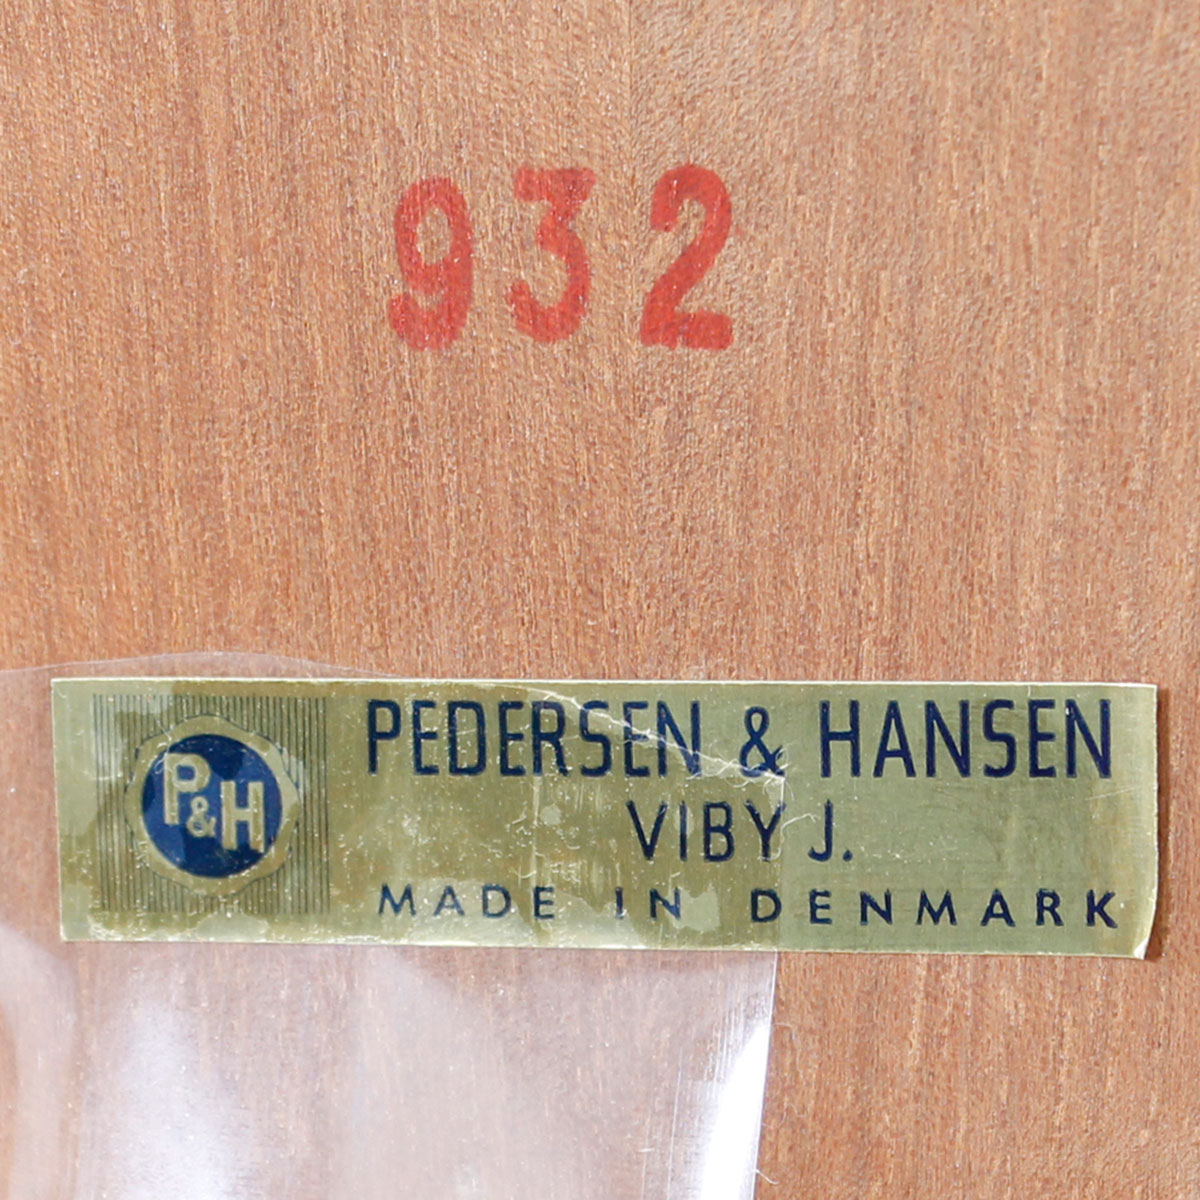 932
P&H
PEDERSEN & HANSEN
VIBY J.
MADE IN DENMARK